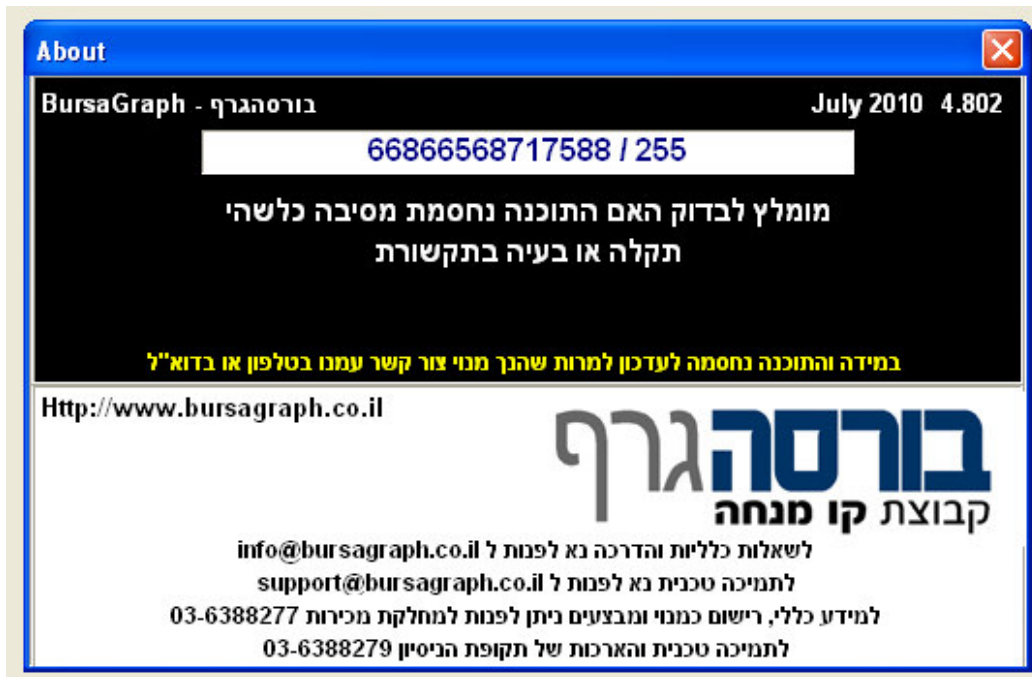 About
BursaGraph - בורסהגרף
July 2010 4.802
66866568717588 / 255
מומלץ לבדוק האם התוכנה נחסמת מסיבה כלשהי
תקלה או בעיה בתקשורת
במידה והתוכנה נחסמה לעדכון למרות שהנך מנוי צור קשר עמנו בטלפון או בדוא"ל
Http://www.bursagraph.co.il
בורסהגרף
קבוצת קו מנחה
לשאלות כלליות והדרכה נא לפנות ל info@bursagraph.co.il
לתמיכה טכנית נא לפנות ל support@bursagraph.co.il
למידע כללי, רישום כמנוי ומבצעים ניתן לפנות למחלקת מכירות 03-6388277
לתמיכה טכנית והארכות של תקופת הניסיון 03-6388279